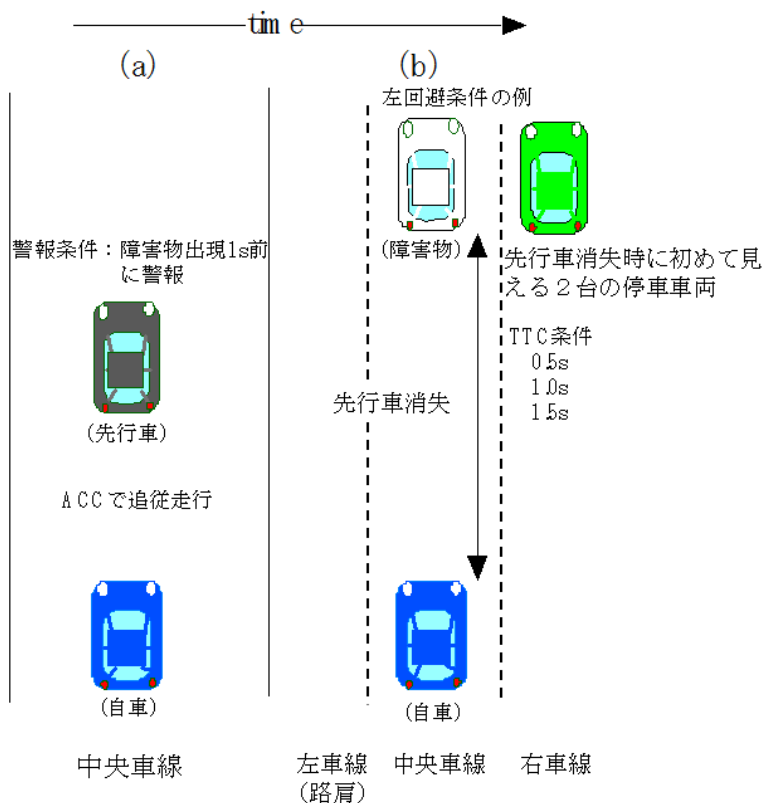 time
(a)
(b)
左回避条件の例
警報条件：障害物出現1s前
に警報
(障害物)
先行車消失時に初めて見
える２台の停車車両
TTC条件
0.5s
1.0s
1.5s
先行車消失
(先行車)
ACCで追従走行
(自車)
(自車)
中央車線
左車線
(路肩)
中央車線
右車線